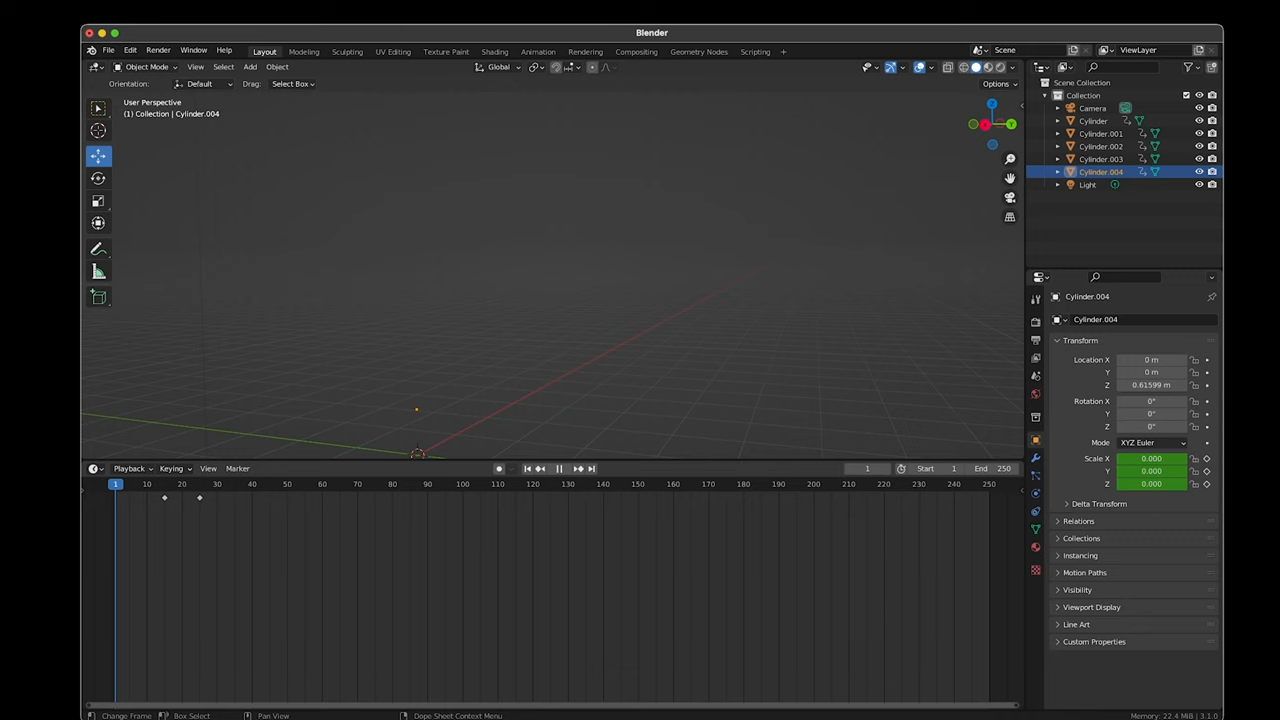 Blender
File Edit Render Window Help Layout Modeling Sculpting UV Editing Texture Paint Shading Animation Rendering Compositing Geometry Nodes Scripting + Scene ViewLayer
Object Mode View Select Add Object Global
Orientation: Default Drag: Select Box Options
User Perspective
(1) Collection | Cylinder.004
Z
X
Y
Scene Collection
Collection
Camera
Cylinder
Cylinder.001
Cylinder.002
Cylinder.003
Cylinder.004
Light
Cylinder.004
Cylinder.004
Transform
Location X 0 m
Y 0 m
Z 0.61599 m
Rotation X 0°
Y 0°
Z 0°
Mode XYZ Euler
Scale X 0.000
Y 0.000
Z 0.000
Delta Transform
Relations
Collections
Instancing
Motion Paths
Visibility
Viewport Display
Line Art
Custom Properties
Playback Keying View Marker 1 Start 1 End 250
1 10 20 30 40 50 60 70 80 90 100 110 120 130 140 150 160 170 180 190 200 210 220 230 240 250
Change Frame Box Select Pan View Dope Sheet Context Menu Memory: 22.4 MiB | 3.1.0